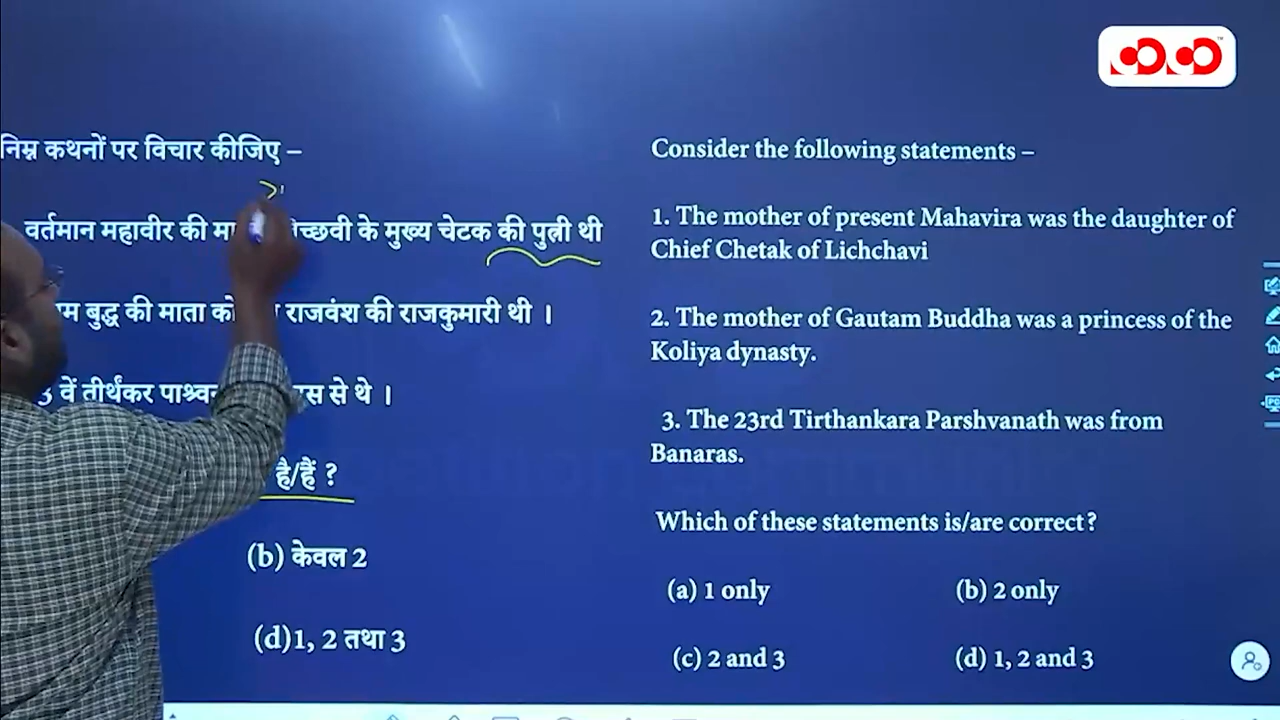 निम्न कथनों पर विचार कीजिए –
वर्तमान महावीर की के मुख्य चेटक की पुत्नी थी
बुद्ध की माता राजवंश की राजकुमारी थी ।
वें तीर्थंकर से थे ।
है/हैं ?
(b) केवल 2
(d)1, 2 तथा 3
Consider the following statements –
1. The mother of present Mahavira was the daughter of
Chief Chetak of Lichchavi
2. The mother of Gautam Buddha was a princess of the
Koliya dynasty.
3. The 23rd Tirthankara Parshvanath was from
Banaras.
Which of these statements is/are correct?
(a) 1 only
(b) 2 only
(c) 2 and 3
(d) 1, 2 and 3